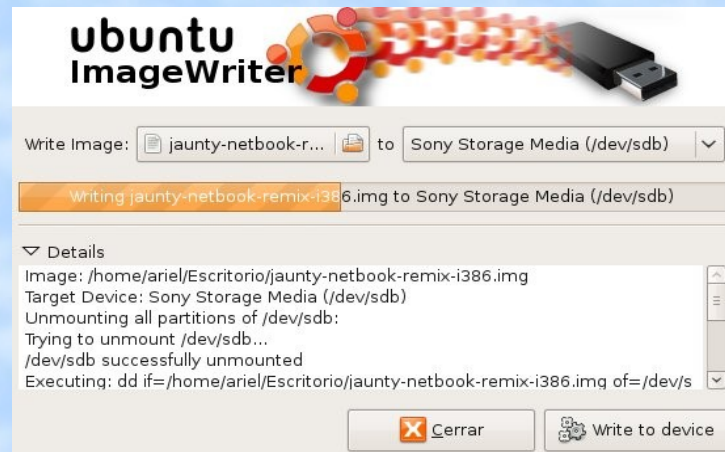 ubuntu
ImageWriter
Write Image: jaunty-netbook-r... to Sony Storage Media (/dev/sdb)
Writing jaunty-netbook-remix-i386.img to Sony Storage Media (/dev/sdb)
Details
Image: /home/ariel/Escritorio/jaunty-netbook-remix-i386.img
Target Device: Sony Storage Media (/dev/sdb)
Unmounting all partitions of /dev/sdb:
Trying to unmount /dev/sdb...
/dev/sdb successfully unmounted
Executing: dd if=/home/ariel/Escritorio/jaunty-netbook-remix-i386.img of=/dev/s
Cerrar Write to device